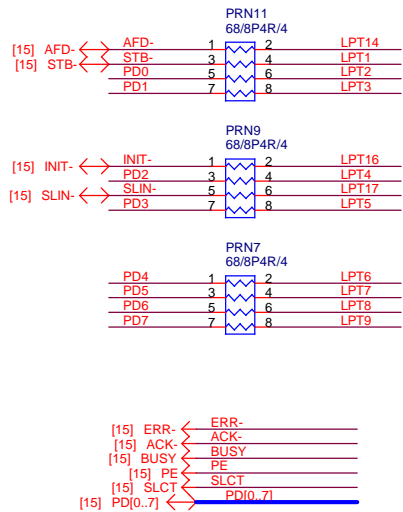 PRN11
68/8P4R/4
[15] AFD- AFD- 1 2 LPT14
[15] STB- STB- 3 4 LPT1
PD0 5 6 LPT2
PD1 7 8 LPT3
PRN9
68/8P4R/4
[15] INIT- INIT- 1 2 LPT16
PD2 3 4 LPT4
[15] SLIN- SLIN- 5 6 LPT17
PD3 7 8 LPT5
PRN7
68/8P4R/4
PD4 1 2 LPT6
PD5 3 4 LPT7
PD6 5 6 LPT8
PD7 7 8 LPT9
[15] ERR- ERR-
[15] ACK- ACK-
[15] BUSY BUSY
[15] PE PE
[15] SLCT SLCT
[15] PD[0..7] PD[0..7]